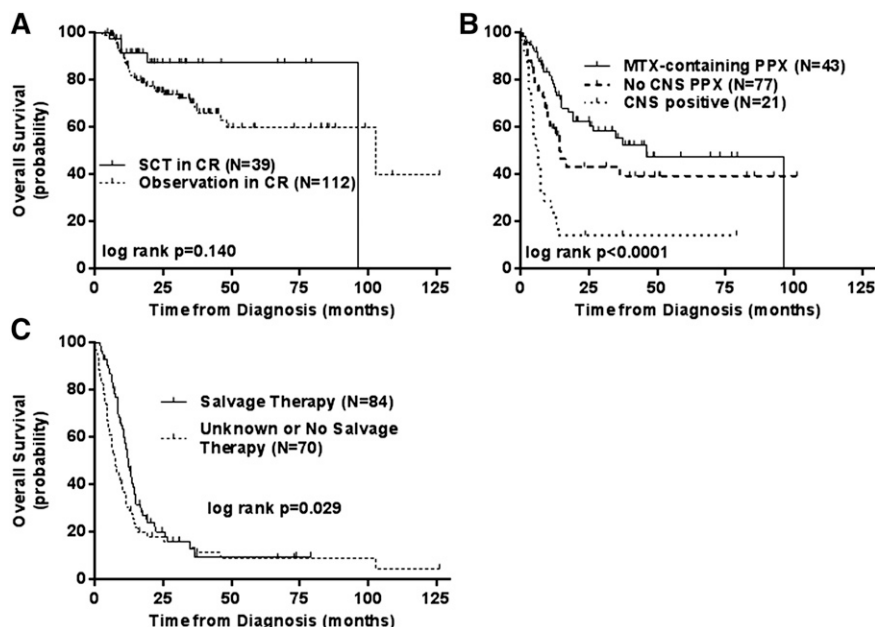 A
Overall Survival
(probability)
100
80
60
40
20
0
SCT in CR (N=39)
Observation in CR (N=112)
log rank p=0.140
0 25 50 75 100 125
Time from Diagnosis (months)
B
100
80
60
40
20
0
MTX-containing PPX (N=43)
No CNS PPX (N=77)
CNS positive (N=21)
log rank p<0.0001
0 25 50 75 100 125
Time from Diagnosis (months)
C
Overall Survival
(probability)
100
80
60
40
20
0
Salvage Therapy (N=84)
Unknown or No Salvage
Therapy (N=70)
log rank p=0.029
0 25 50 75 100 125
Time from Diagnosis (months)